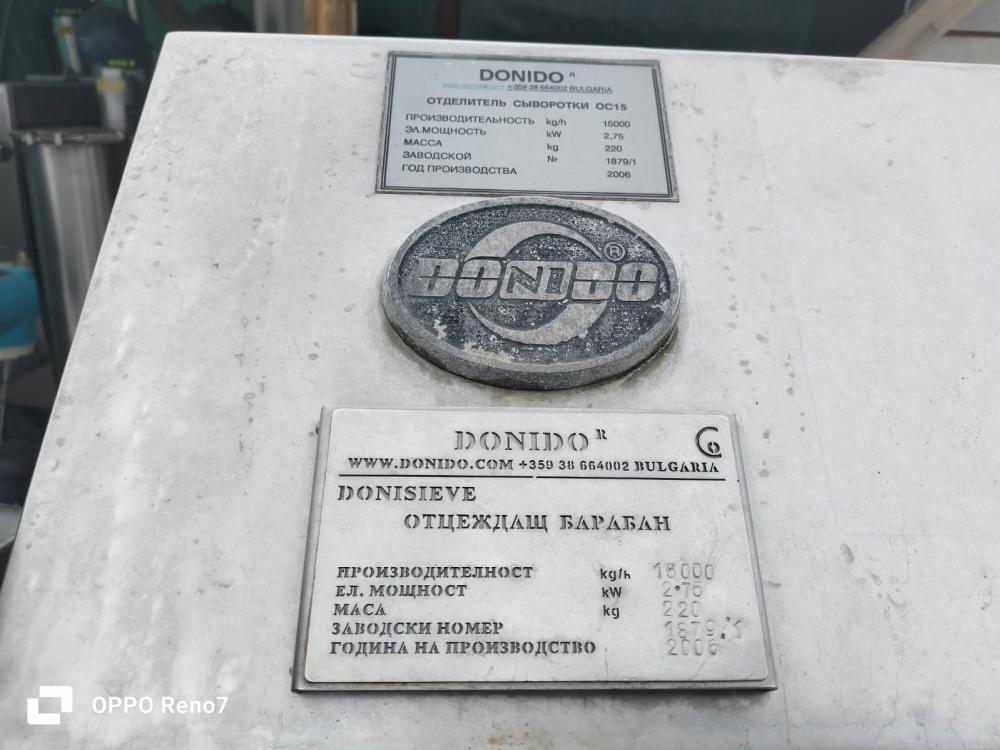 DONIDO R
www.donido.com +359 38 664002 BULGARIA
ОТДЕЛИТЕЛЬ СЫВОРОТКИ ОС15
ПРОИЗВОДИТЕЛЬНОСТЬ kg/h 15000
ЭЛ.МОЩНОСТЬ kW 2,75
МАССА kg 220
ЗАВОДСКОЙ № 1879/1
ГОД ПРОИЗВОДСТВА 2006
DONIDO ®
DONIDO R
WWW.DONIDO.COM +359 38 664002 BULGARIA
DONISIEVE
ОТЦЕЖДАЩ БАРАБАН
ПРОИЗВОДИТЕЛНОСТ kg/h 15000
ЕЛ. МОЩНОСТ kW 2.75
МАСА kg 220
ЗАВОДСКИ НОМЕР 1879/1
ГОДИНА НА ПРОИЗВОДСТВО 2006
OPPO Reno7